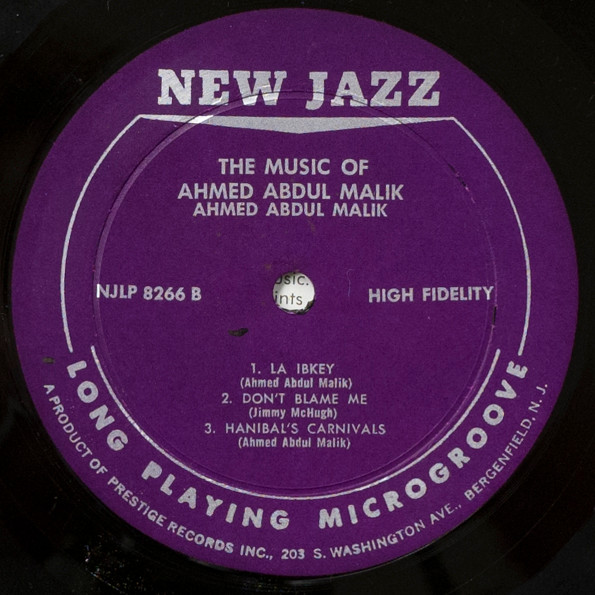 NEW JAZZ
THE MUSIC OF
AHMED ABDUL MALIK
AHMED ABDUL MALIK
NJLP 8266 B
HIGH FIDELITY
1. LA IBKEY
(Ahmed Abdul Malik)
2. DON'T BLAME ME
(Jimmy McHugh)
3. HANIBAL'S CARNIVALS
(Ahmed Abdul Malik)
LONG PLAYING MICROGROOVE
A PRODUCT OF PRESTIGE RECORDS INC., 203 S. WASHINGTON AVE., BERGENFIELD, N. J.